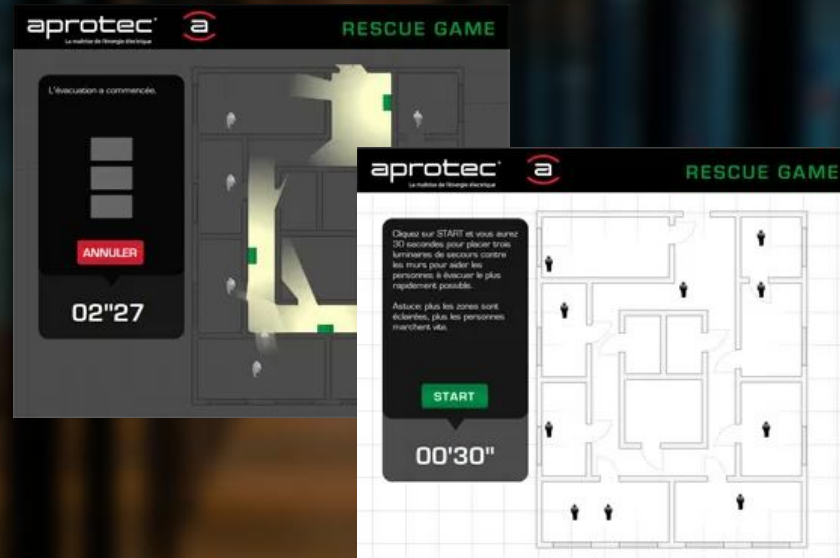 aprotec
a
RESCUE GAME
La maîtrise de l'énergie électrique
L'évacuation a commencée.
ANNULER
02"27
aprotec
a
RESCUE GAME
La maîtrise de l'énergie électrique
Cliquez sur START et vous aurez
30 secondes pour placer trois
luminaires de secours contre
les murs pour aider les
personnes à évacuer le plus
rapidement possible.
Astuce: plus les zones sont
éclairées, plus les personnes
marchent vite.
START
00'30"